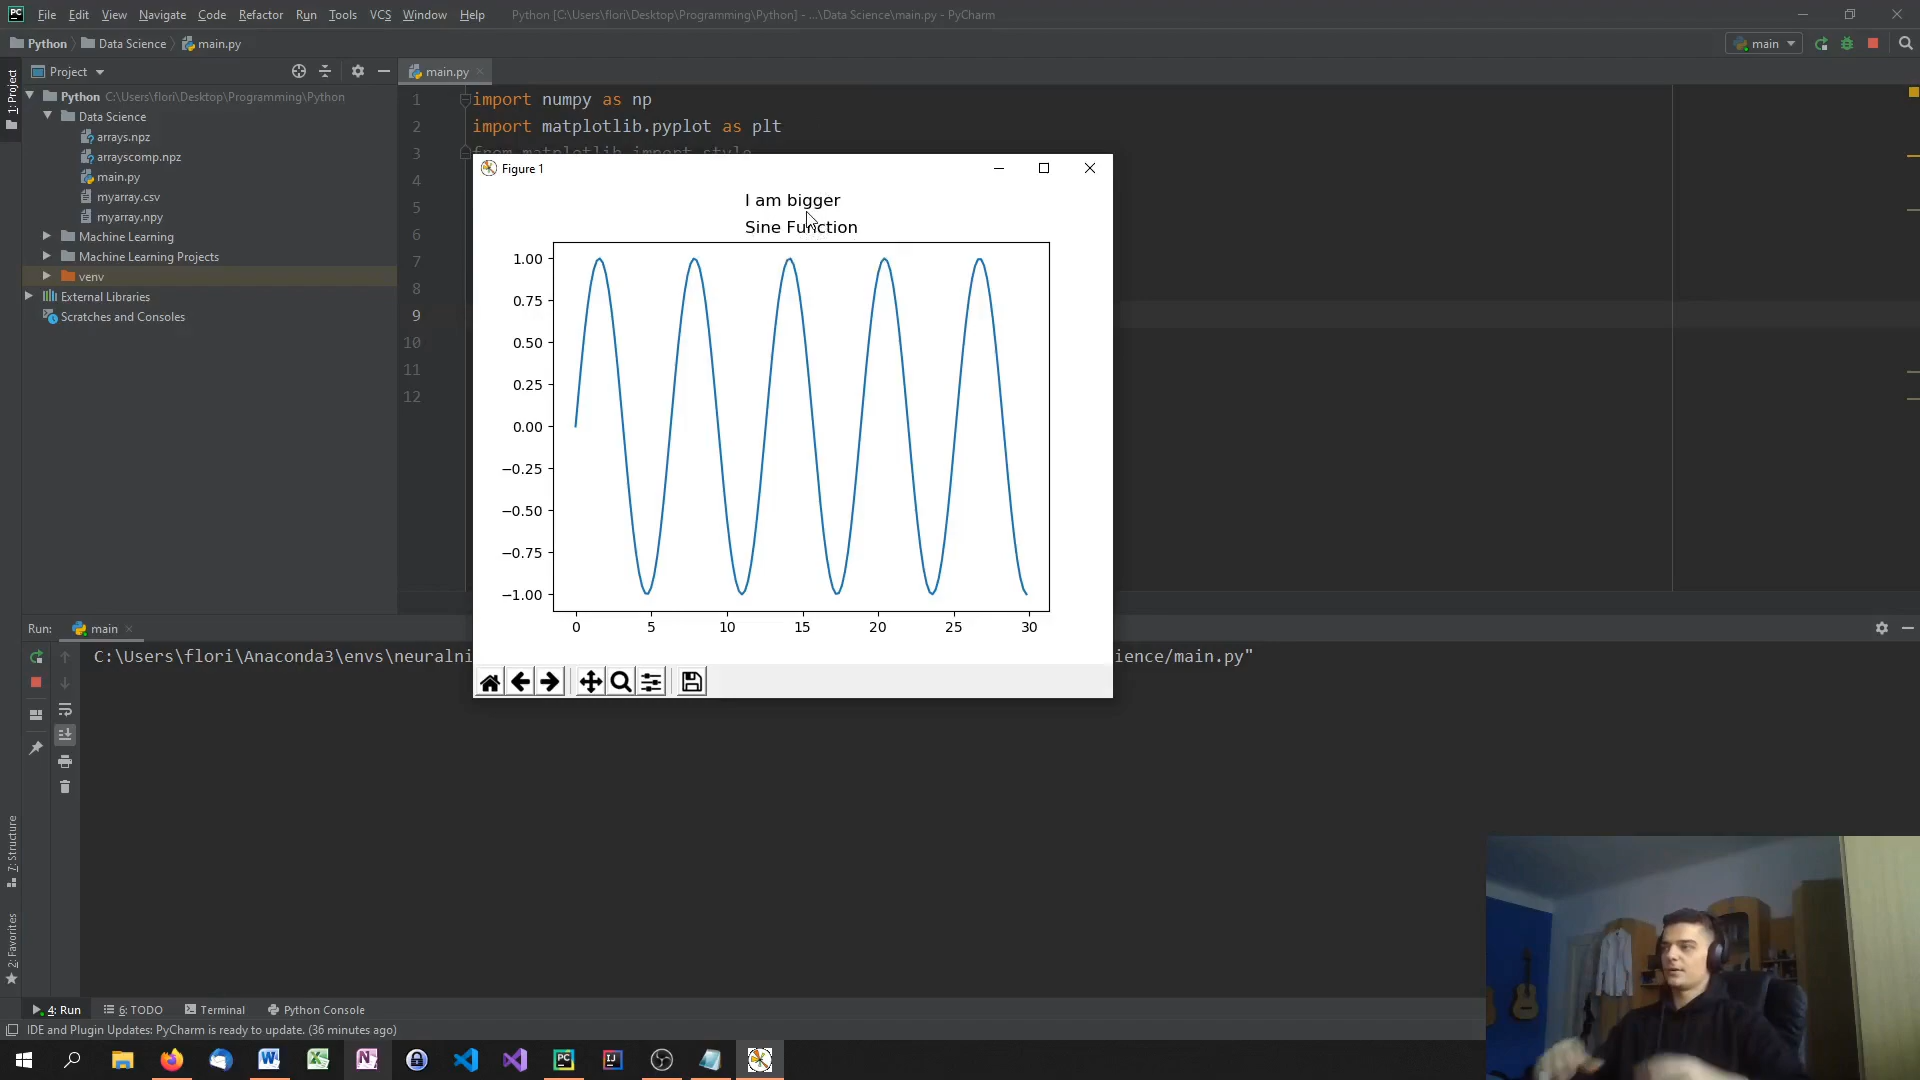 File Edit View Navigate Code Refactor Run Tools VCS Window Help Python [C:\Users\flori\Desktop\Programming\Python] - ...\Data Science\main.py - PyCharm
Python Data Science main.py main
Project main.py
1: Project
Python C:\Users\flori\Desktop\Programming\Python
Data Science
arrays.npz
arrayscomp.npz
main.py
myarray.csv
myarray.npy
Machine Learning
Machine Learning Projects
venv
External Libraries
Scratches and Consoles
1 import numpy as np
2 import matplotlib.pyplot as plt
3 from matplotlib import style
4
5
6
7
8
9
10
11
12
Figure 1
I am bigger
Sine Function
1.00
0.75
0.50
0.25
0.00
−0.25
−0.50
−0.75
−1.00
0 5 10 15 20 25 30
Run: main
C:\Users\flori\Anaconda3\envs\neuralni ience/main.py"
7: Structure
2: Favorites
4: Run 6: TODO Terminal Python Console
IDE and Plugin Updates: PyCharm is ready to update. (36 minutes ago)